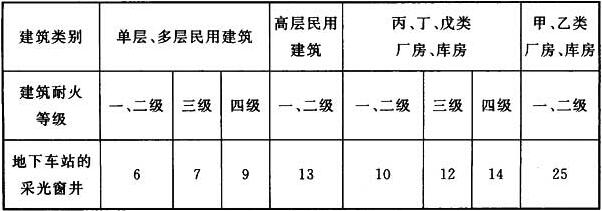 建筑类别 单层、多层民用建筑 高层民用建筑 丙、丁、戊类厂房、库房 甲、乙类厂房、库房
建筑耐火等级 一、二级 三级 四级 一、二级 一、二级 三级 四级 一、二级
地下车站的采光窗井 6 7 9 13 10 12 14 25